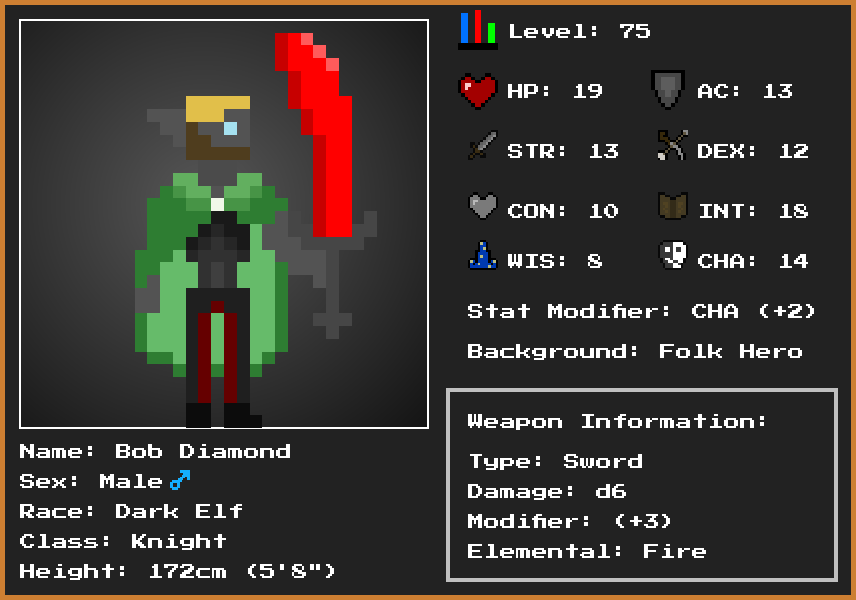 Level: 75
HP: 19 AC: 13
STR: 13 DEX: 12
CON: 10 INT: 18
WIS: 8 CHA: 14
Stat Modifier: CHA (+2)
Background: Folk Hero
Weapon Information:
Type: Sword
Damage: d6
Modifier: (+3)
Elemental: Fire
Name: Bob Diamond
Sex: Male ♂
Race: Dark Elf
Class: Knight
Height: 172cm (5'8")